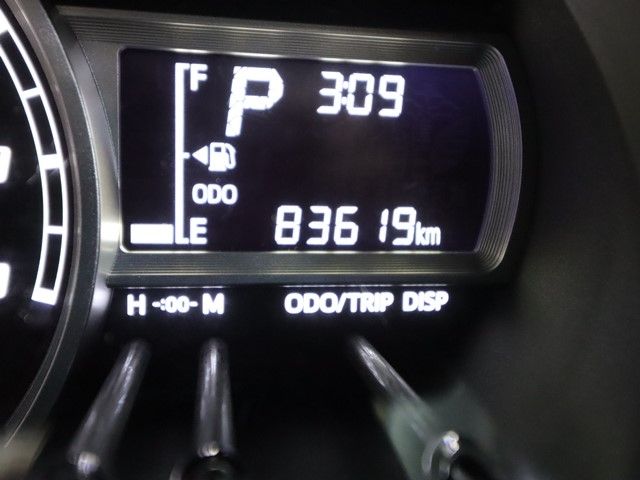 F P 3:09
ODO
E 83619km
H -:00- M ODO/TRIP DISP